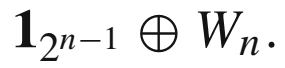 𝟏_{2^{n−1}} ⊕ W_n.